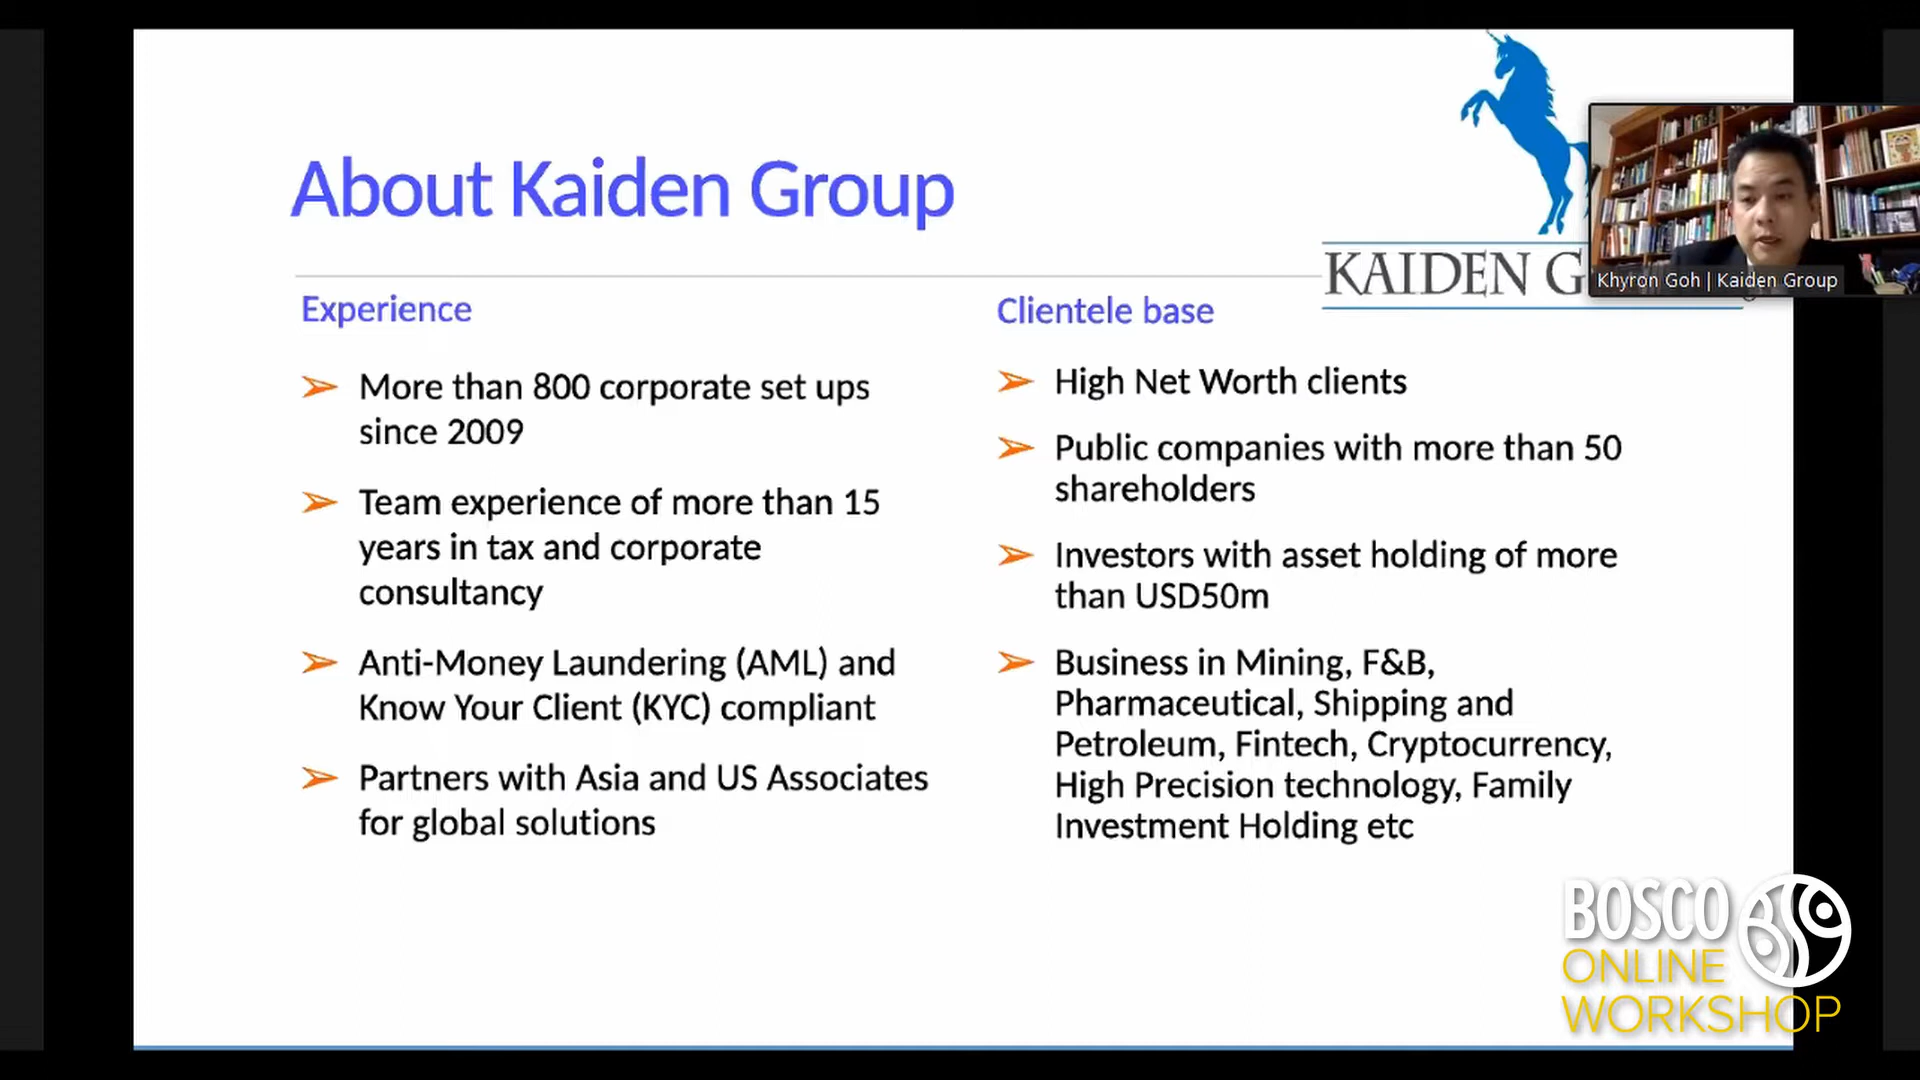 About Kaiden Group
KAIDEN G
Khyron Goh | Kaiden Group
Experience
More than 800 corporate set ups
since 2009
Team experience of more than 15
years in tax and corporate
consultancy
Anti-Money Laundering (AML) and
Know Your Client (KYC) compliant
Partners with Asia and US Associates
for global solutions
Clientele base
High Net Worth clients
Public companies with more than 50
shareholders
Investors with asset holding of more
than USD50m
Business in Mining, F&B,
Pharmaceutical, Shipping and
Petroleum, Fintech, Cryptocurrency,
High Precision technology, Family
Investment Holding etc
BOSCO
ONLINE
WORKSHOP